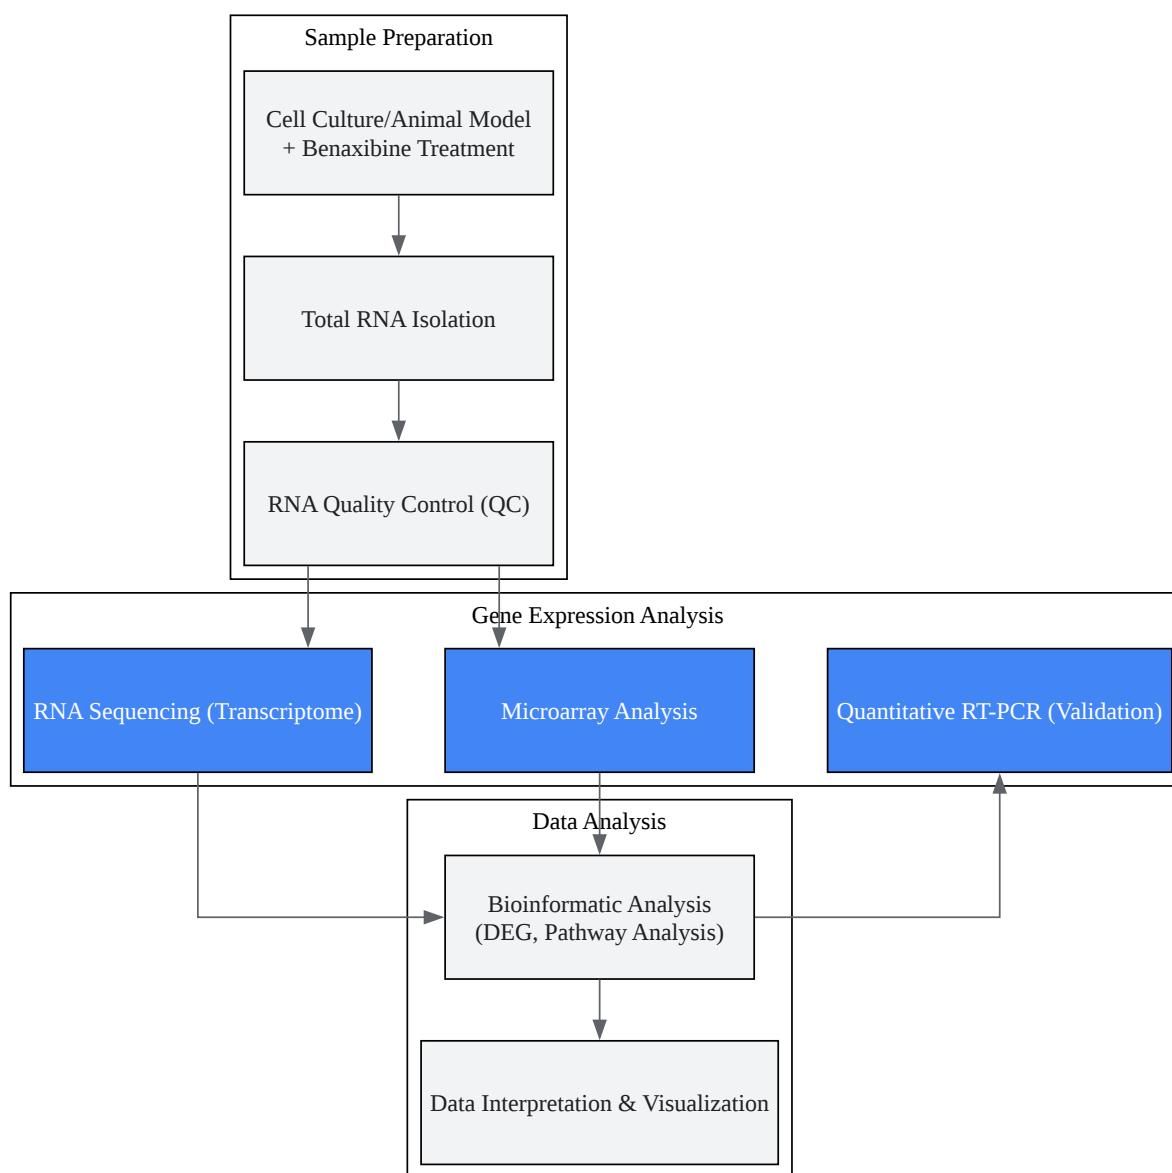 Sample Preparation
Cell Culture/Animal Model
+ Benaxibine Treatment
Total RNA Isolation
RNA Quality Control (QC)
Gene Expression Analysis
RNA Sequencing (Transcriptome)
Microarray Analysis
Quantitative RT-PCR (Validation)
Data Analysis
Bioinformatic Analysis
(DEG, Pathway Analysis)
Data Interpretation & Visualization